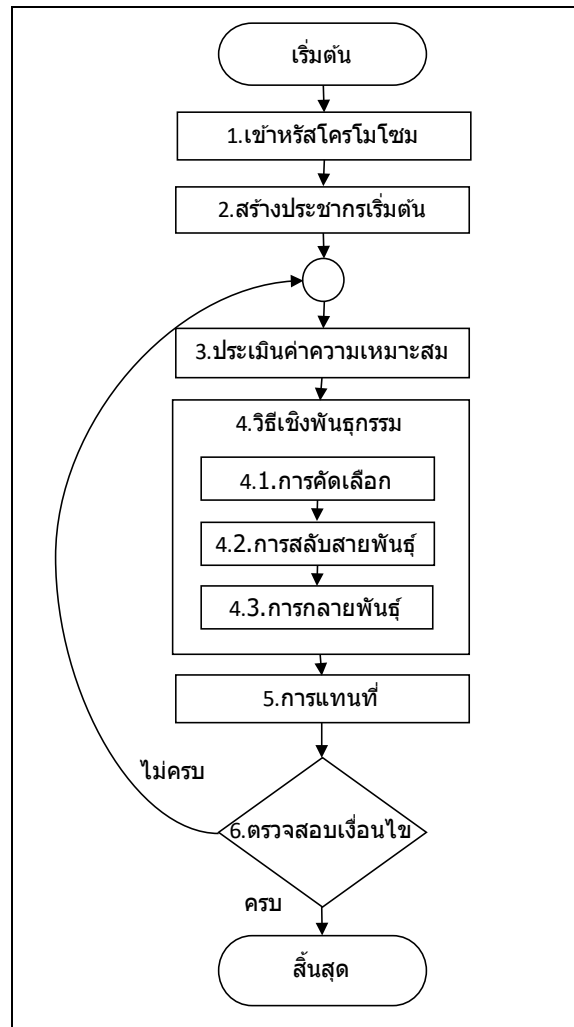 เริ่มต้น
1.เข้าหรัสโครโมโซม
2.สร้างประชากรเริ่มต้น
3.ประเมินค่าความเหมาะสม
4.วิธีเชิงพันธุกรรม
4.1.การคัดเลือก
4.2.การสลับสายพันธุ์
4.3.การกลายพันธุ์
5.การแทนที่
ไม่ครบ
6.ตรวจสอบเงื่อนไข
ครบ
สิ้นสุด